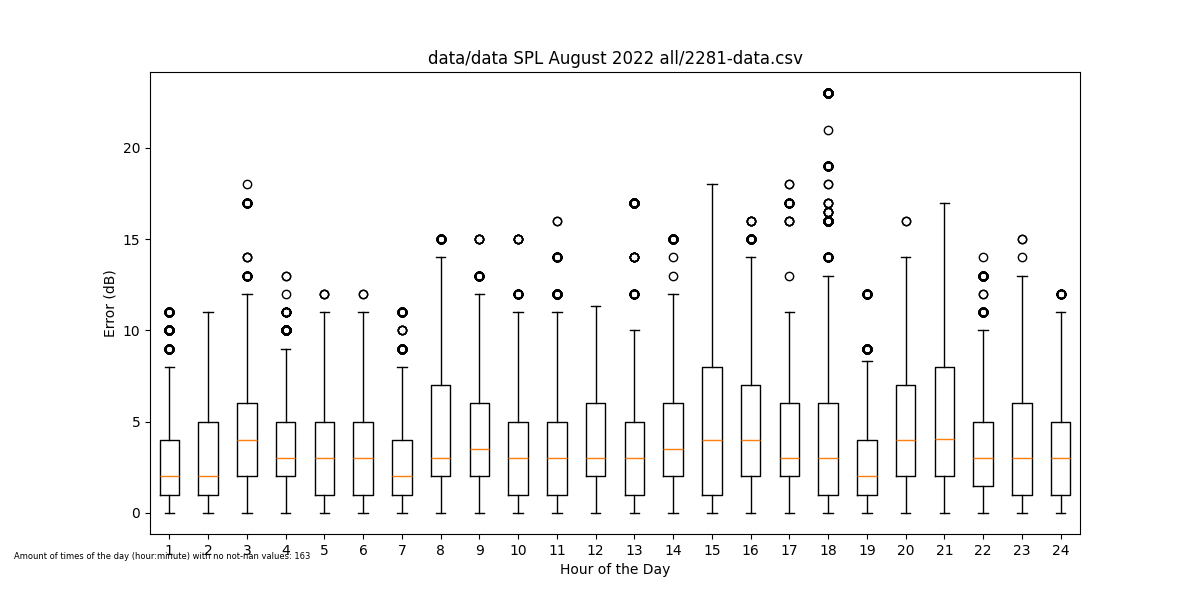 data/data SPL August 2022 all/2281-data.csv
20
15
10
5
0
Error (dB)
1 2 3 4 5 6 7 8 9 10 11 12 13 14 15 16 17 18 19 20 21 22 23 24
Amount of times of the day (hour:minute) with no not-nan values: 163
Hour of the Day